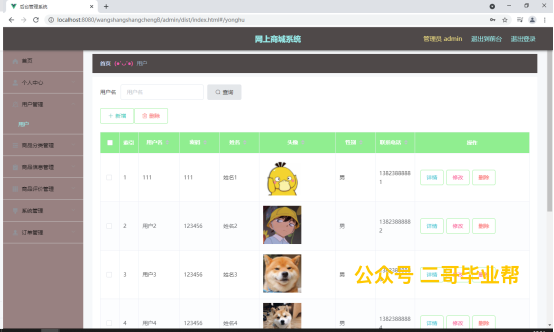 后台管理系统
localhost:8080/wangshangshangcheng8/admin/dist/index.html#/yonghu
网上商城系统
管理员 admin 退出到前台 退出登录
首页
首页 (●'◡'●) 用户
个人中心
用户名 用户名 查询
用户管理
用户
+ 新增 删除
商品分类管理
索引 用户名 密码 姓名 头像 性别 联系电话 操作
商品信息管理
1 111 111 姓名1 男 13823888881 详情 修改 删除
商品评价管理
系统管理
2 用户2 123456 姓名2 男 13823888882 详情 修改 删除
订单管理
3 用户3 123456 姓名3 男 详情 修改 删除
公众号 二哥毕业帮
4 用户4 123456 姓名4 男 13823888884 详情 修改 删除